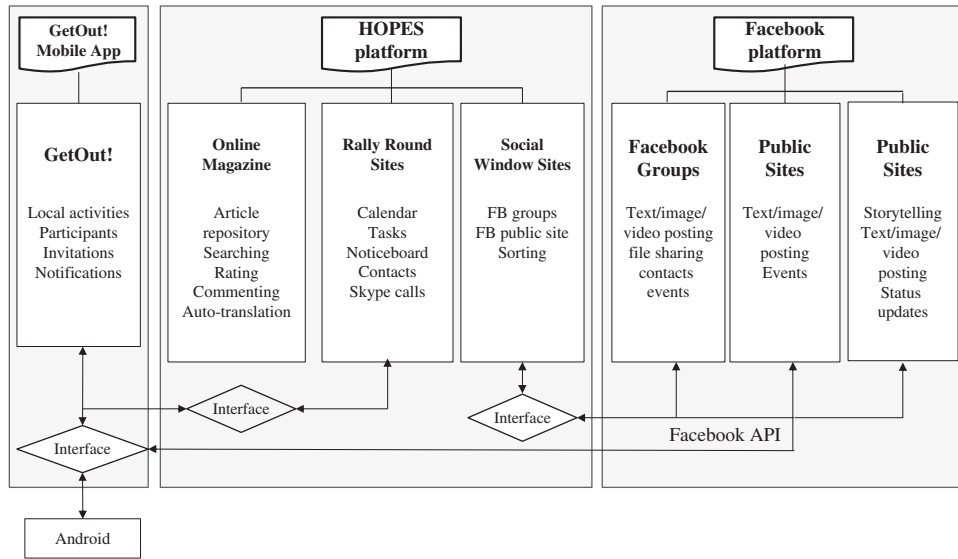 GetOut!
Mobile App
HOPES
platform
Facebook
platform
GetOut!
Local activities
Participants
Invitations
Notifications
Online
Magazine
Article
repository
Searching
Rating
Commenting
Auto-translation
Rally Round
Sites
Calendar
Tasks
Noticeboard
Contacts
Skype calls
Social
Window Sites
FB groups
FB public site
Sorting
Facebook
Groups
Text/image/
video posting
file sharing
contacts
events
Public
Sites
Text/image/
video
posting
Events
Public
Sites
Storytelling
Text/image/
video
posting
Status
updates
Interface
Interface
Facebook API
Interface
Android